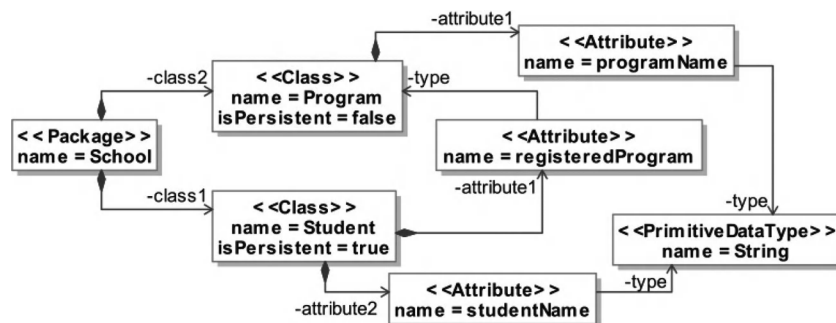 -attribute1
<<Attribute>>
name = programName
-class2
<<Class>>
name = Program
isPersistent = false
-type
<<Package>>
name = School
<<Attribute>>
name = registeredProgram
-class1
-attribute1
<<Class>>
name = Student
isPersistent = true
-type
<<PrimitiveDataType>>
name = String
-attribute2
<<Attribute>>
name = studentName
-type